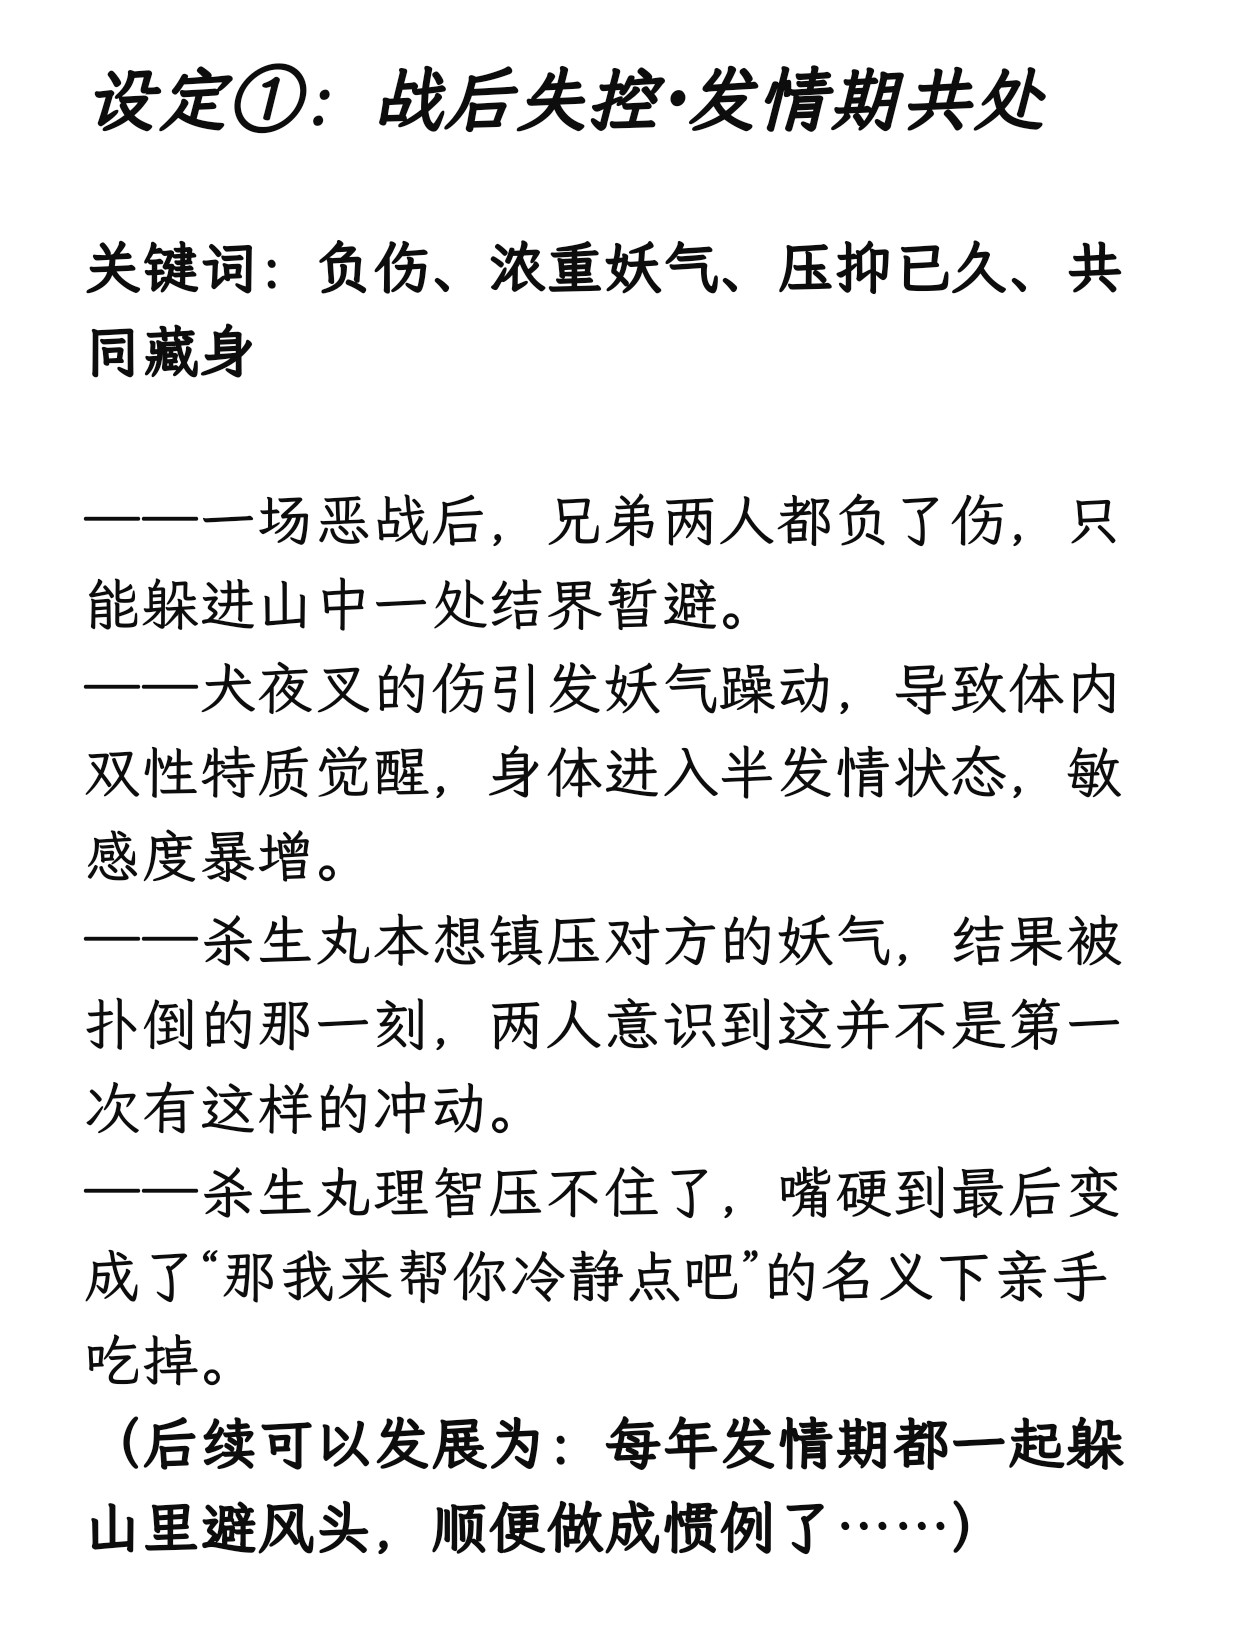 设定①：战后失控·发情期共处
关键词：负伤、浓重妖气、压抑已久、共
同藏身
——一场恶战后，兄弟两人都负了伤，只
能躲进山中一处结界暂避。
——犬夜叉的伤引发妖气躁动，导致体内
双性特质觉醒，身体进入半发情状态，敏
感度暴增。
——杀生丸本想镇压对方的妖气，结果被
扑倒的那一刻，两人意识到这并不是第一
次有这样的冲动。
——杀生丸理智压不住了，嘴硬到最后变
成了“那我来帮你冷静点吧”的名义下亲手
吃掉。
（后续可以发展为：每年发情期都一起躲
山里避风头，顺便做成惯例了……）